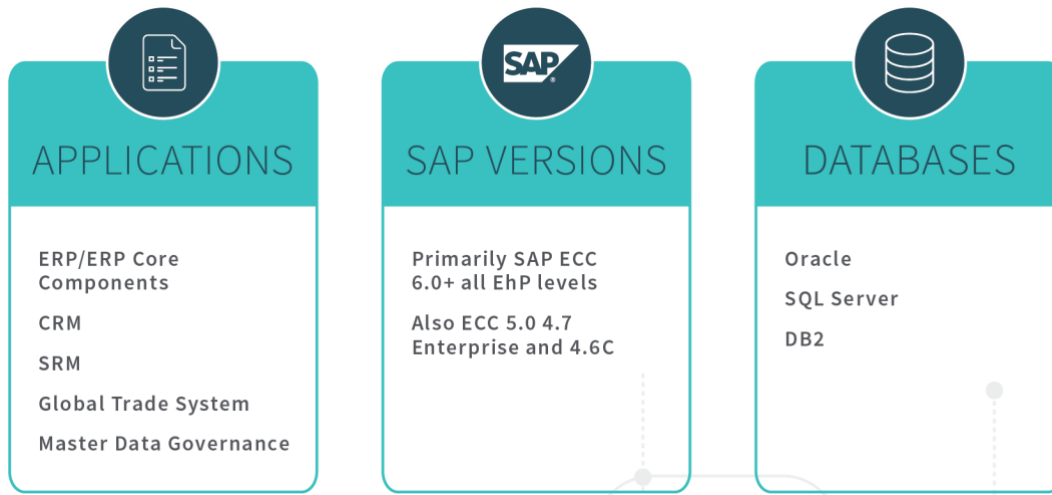 SAP
APPLICATIONS
ERP/ERP Core
Components
CRM
SRM
Global Trade System
Master Data Governance
SAP VERSIONS
Primarily SAP ECC
6.0+ all EhP levels
Also ECC 5.0 4.7
Enterprise and 4.6C
DATABASES
Oracle
SQL Server
DB2